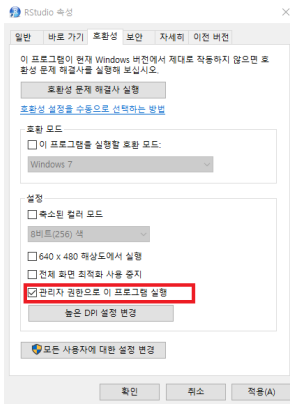 RStudio 속성
일반 바로 가기 호환성 보안 자세히 이전 버전
이 프로그램이 현재 Windows 버전에서 제대로 작동하지 않으면 호
환성 문제 해결사를 실행해 보십시오.
호환성 문제 해결사 실행
호환성 설정을 수동으로 선택하는 방법
호환 모드
이 프로그램을 실행할 호환 모드:
Windows 7
설정
축소된 컬러 모드
8비트(256) 색
640 x 480 해상도에서 실행
전체 화면 최적화 사용 중지
관리자 권한으로 이 프로그램 실행
높은 DPI 설정 변경
모든 사용자에 대한 설정 변경
확인 취소 적용(A)